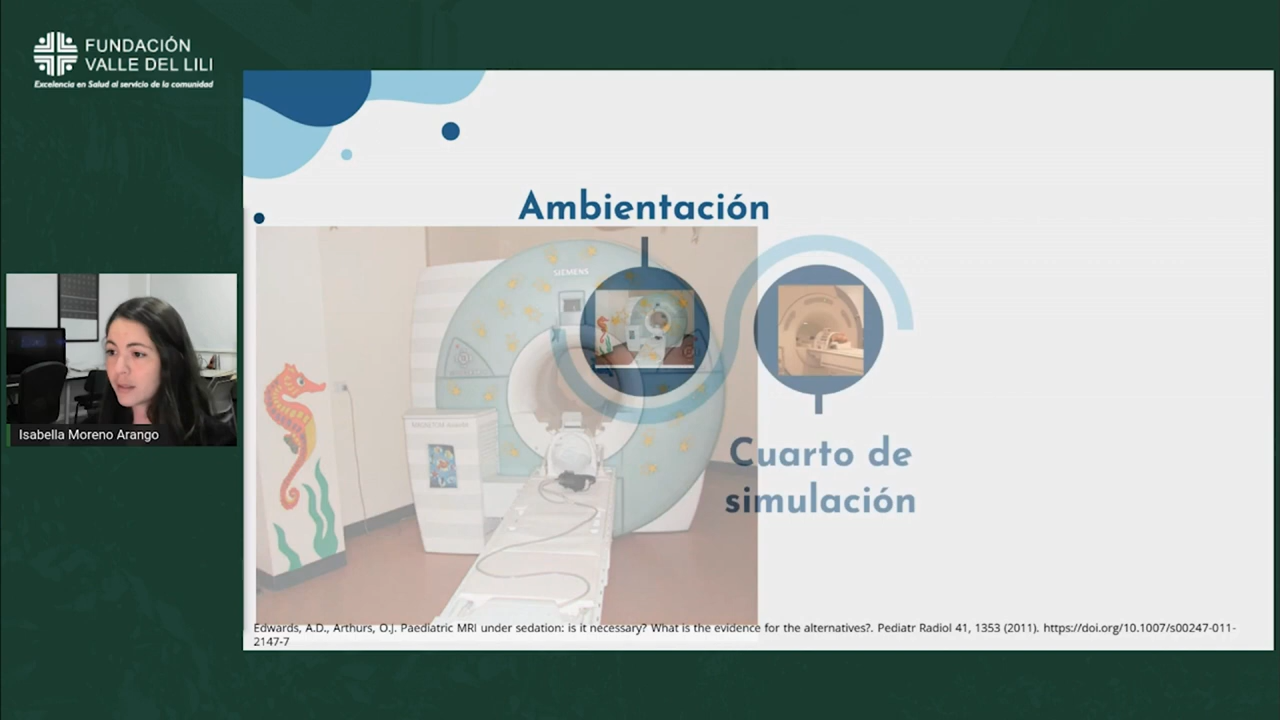 FUNDACIÓN
VALLE DEL LILI
Excelencia en Salud al servicio de la comunidad
Ambientación
SIEMENS
Cuarto de
simulación
Isabella Moreno Arango
Edwards, A.D., Arthurs, O.J. Paediatric MRI under sedation: is it necessary? What is the evidence for the alternatives?. Pediatr Radiol 41, 1353 (2011). https://doi.org/10.1007/s00247-011-
2147-7